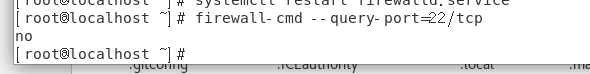 [root@localhost ~]# systemctl restart firewalld.service
[root@localhost ~]# firewall-cmd --query-port=22/tcp
no
[root@localhost ~]#
.gitconfig .ICEauthority .local .ma